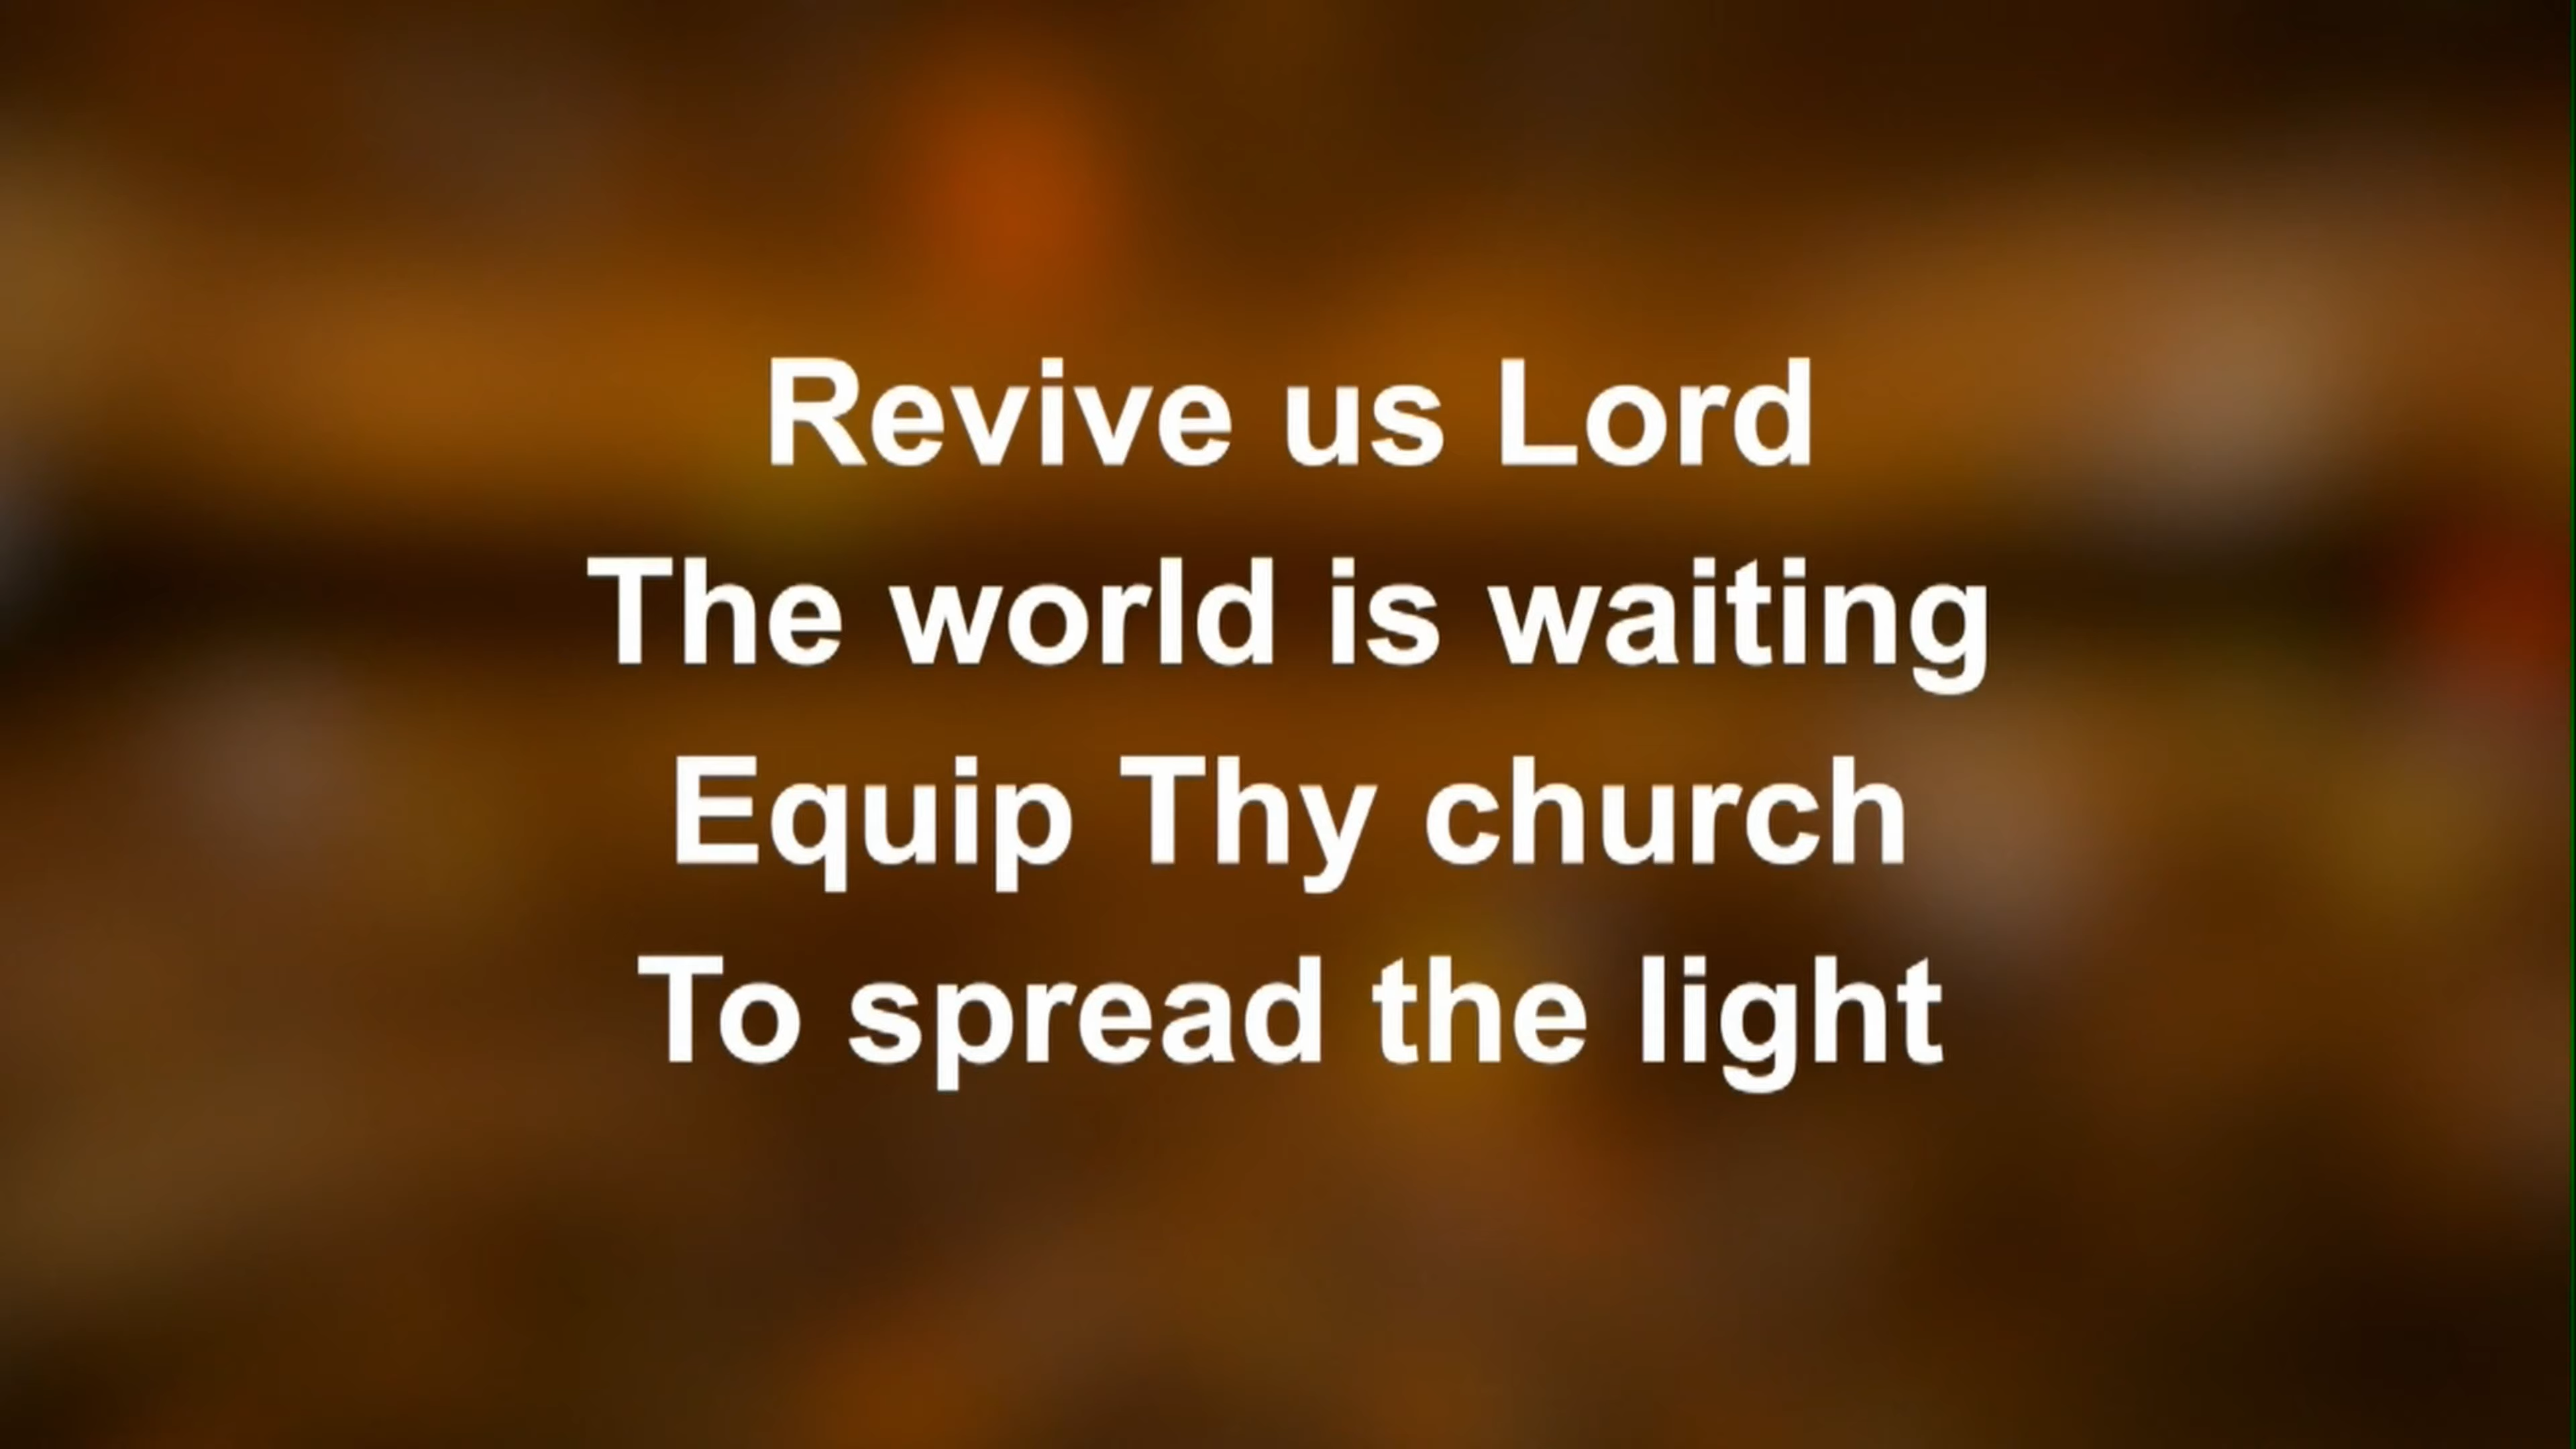 Revive us Lord
The world is waiting
Equip Thy church
To spread the light